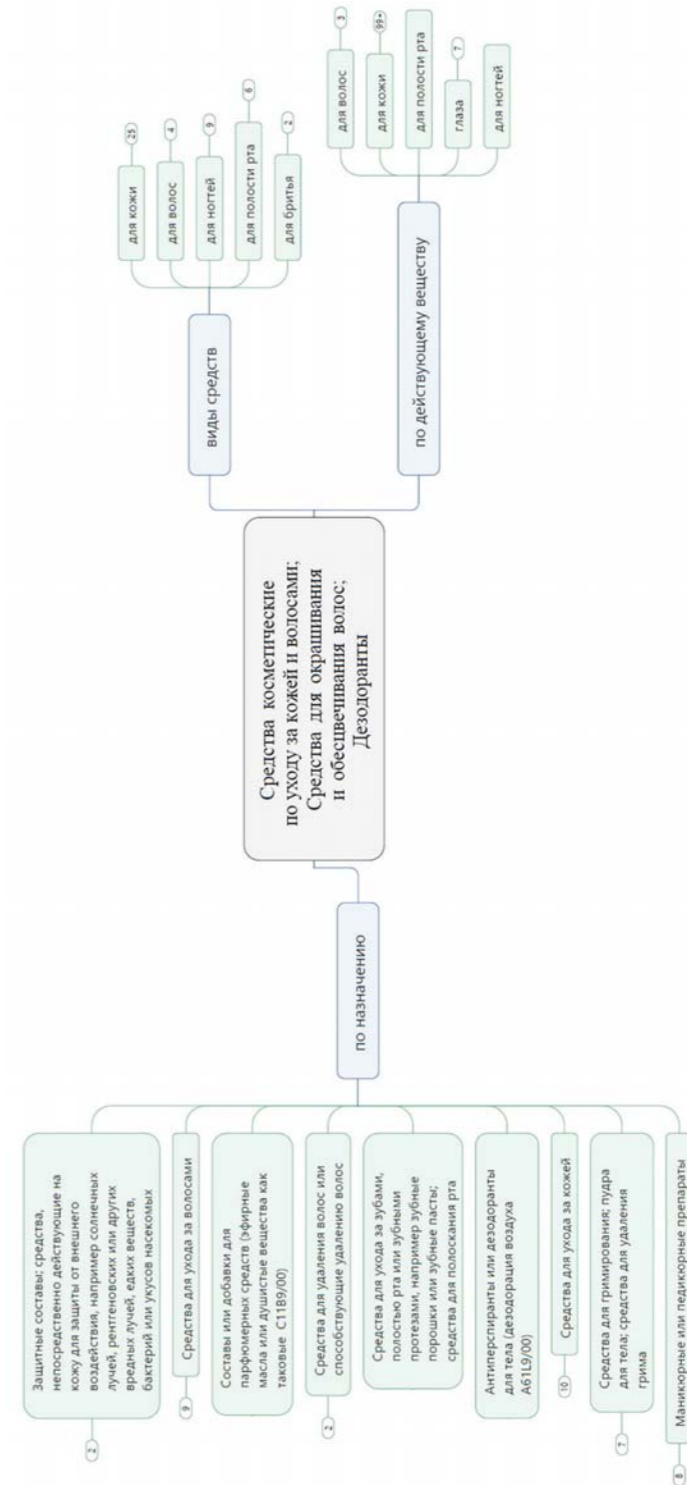 Защитные составы; средства,
непосредственно действующие на
кожу для защиты от внешнего
воздействия, например солнечных
лучей, рентгеновских или других
вредных лучей, едких веществ,
бактерий или укусов насекомых
2
Средства для ухода за волосами
9
Составы или добавки для
парфюмерных средств (эфирные
масла или душистые вещества как
таковые C11B9/00)
Средства для удаления волос или
способствующие удалению волос
2
Средства для ухода за зубами,
полостью рта или зубными
протезами, например зубные
порошки или зубные пасты;
средства для полоскания рта
Антиперспиранты или дезодоранты
для тела (дезодорация воздуха
A61L9/00)
Средства для ухода за кожей
10
Средства для гримирования; пудра
для тела; средства для удаления
грима
7
Маникюрные или педикюрные препараты
8
по назначению
Средства косметические
по уходу за кожей и волосами;
Средства для окрашивания
и обесцвечивания волос;
Дезодоранты
виды средств
для кожи
25
для волос
4
для ногтей
9
для полости рта
6
для бритья
2
по действующему веществу
для волос
3
для кожи
99+
для полости рта
глаза
7
для ногтей